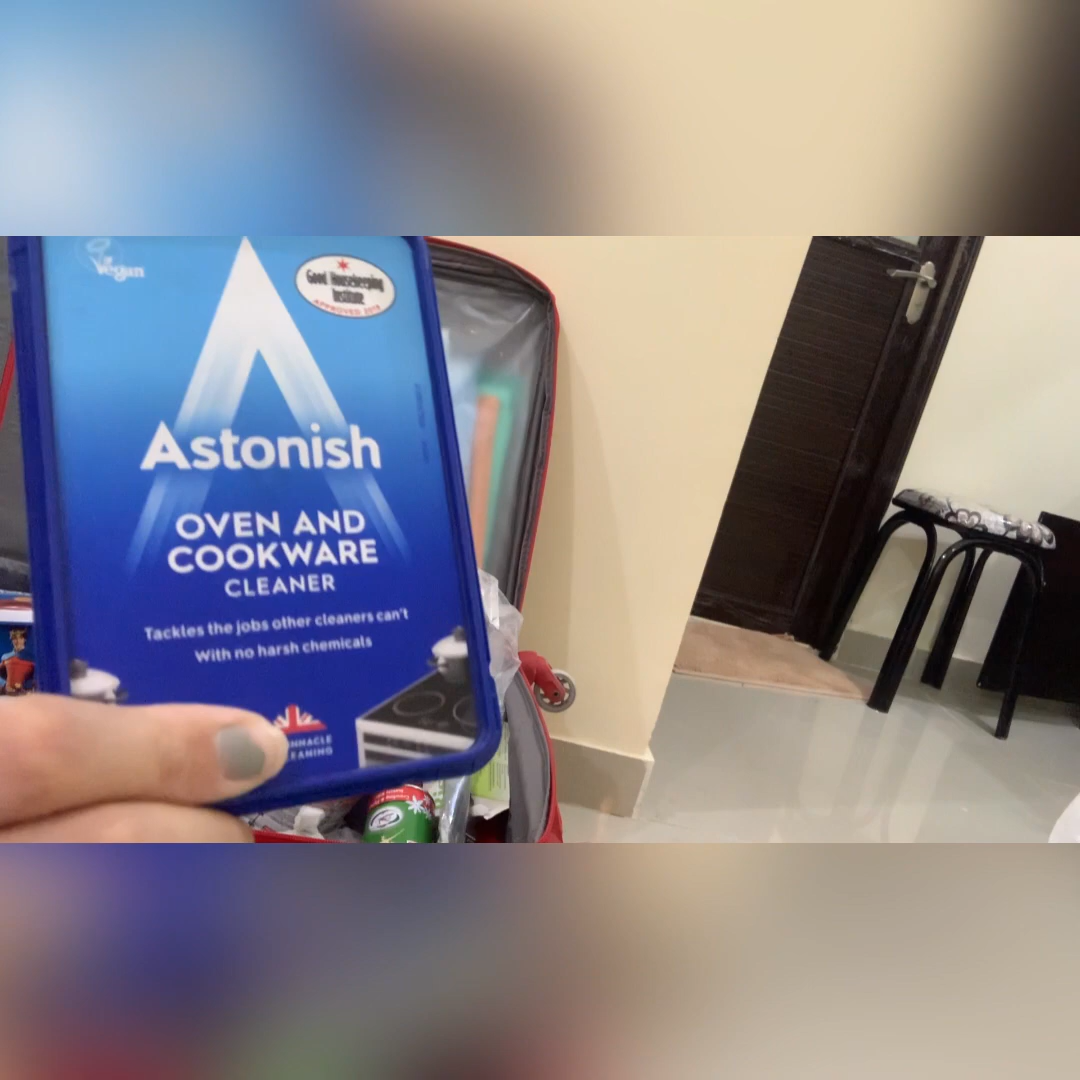 Vegan
Good Housekeeping
Institute
APPROVED
Astonish
OVEN AND
COOKWARE
CLEANER
Tackles the jobs other cleaners can't
With no harsh chemicals